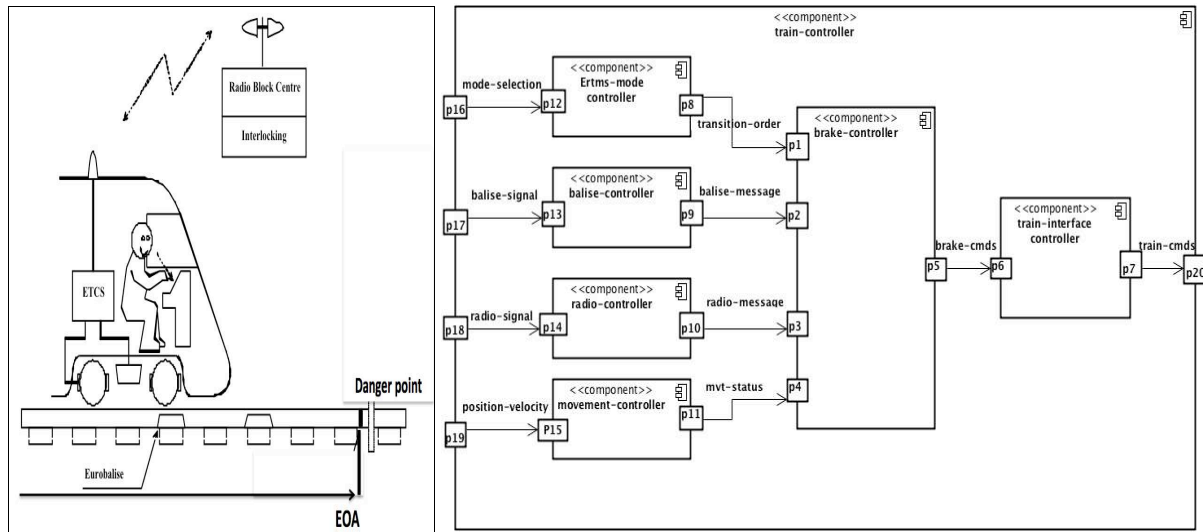 Radio Block Centre
Interlocking
ETCS
Danger point
Eurobalise
EOA
<<component>>
train-controller
<<component>>
Ertms-mode
controller
mode-selection
p16
p12
p8
transition-order
<<component>>
brake-controller
p1
<<component>>
balise-controller
balise-signal
p17
p13
p9
balise-message
p2
<<component>>
train-interface
controller
brake-cmds
p5
p6
p7
train-cmds
p20
<<component>>
radio-controller
radio-signal
p18
p14
p10
radio-message
p3
<<component>>
movement-controller
position-velocity
p19
P15
p11
mvt-status
p4